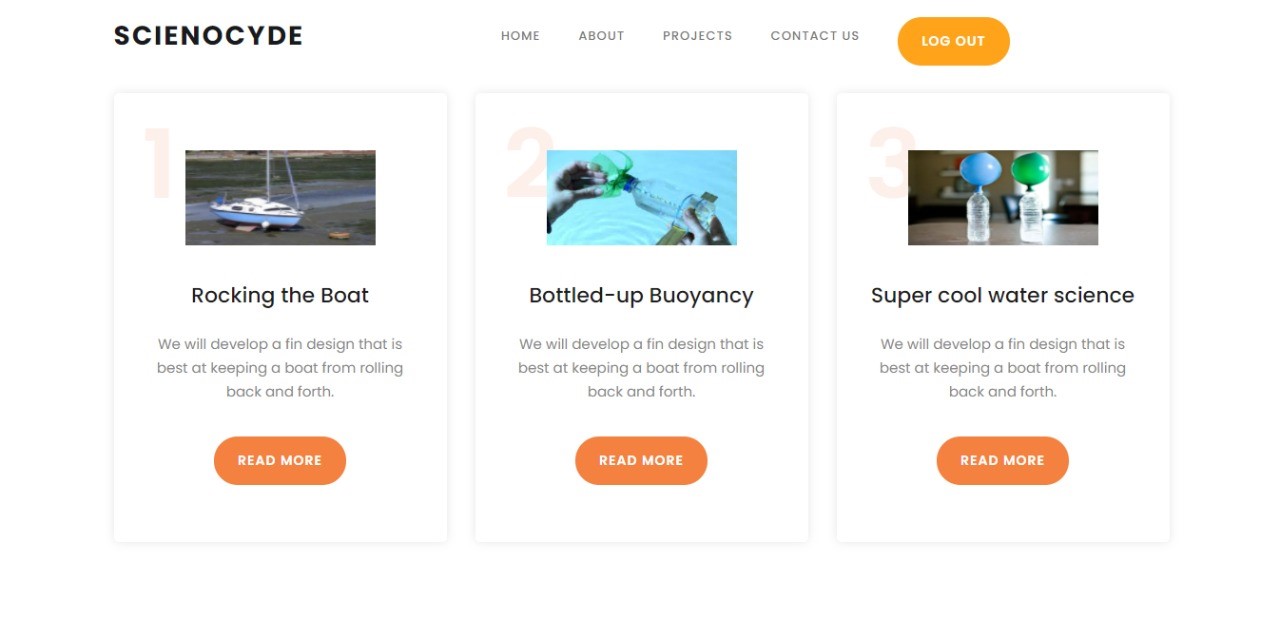 SCIENOCYDE
HOME ABOUT PROJECTS CONTACT US LOG OUT
1
Rocking the Boat
We will develop a fin design that is
best at keeping a boat from rolling
back and forth.
READ MORE
2
Bottled-up Buoyancy
We will develop a fin design that is
best at keeping a boat from rolling
back and forth.
READ MORE
3
Super cool water science
We will develop a fin design that is
best at keeping a boat from rolling
back and forth.
READ MORE